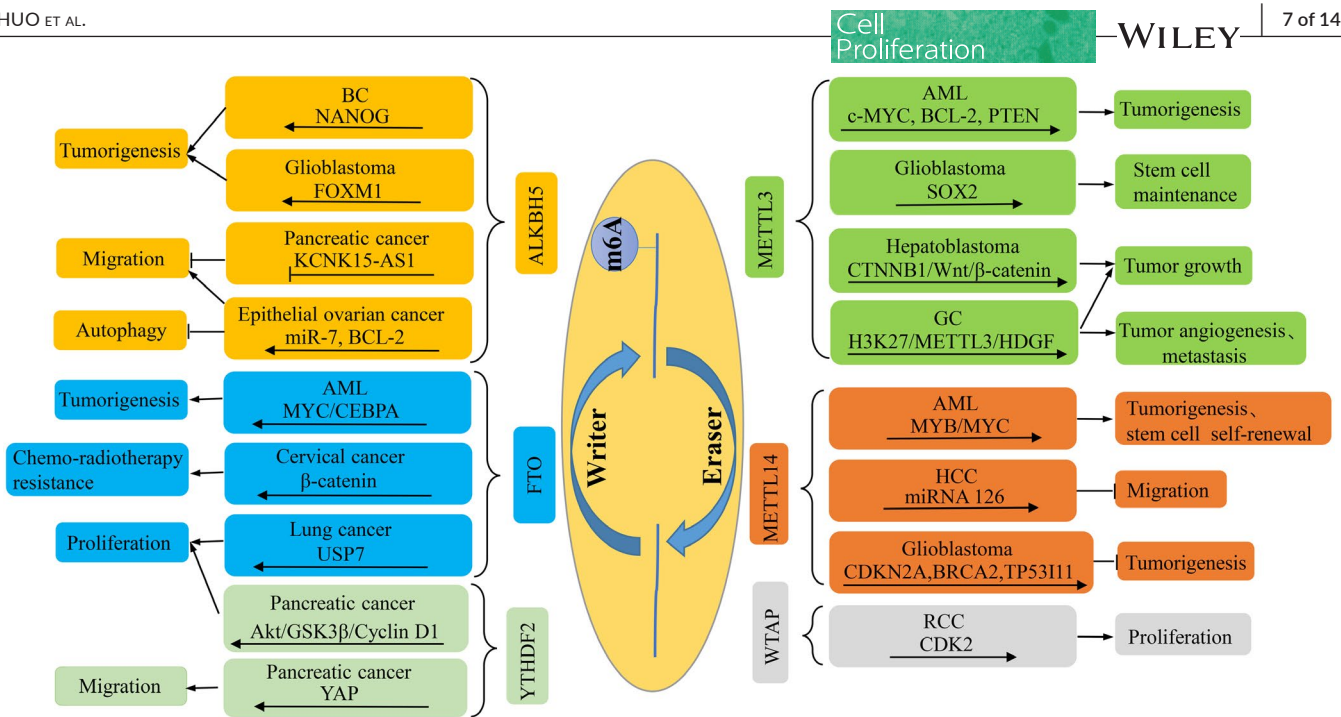 HUO ET AL.
Cell
Proliferation
WILEY
7 of 14
BC
NANOG
Tumorigenesis
Glioblastoma
FOXM1
Pancreatic cancer
KCNK15-AS1
Migration
Epithelial ovarian cancer
miR-7, BCL-2
Autophagy
ALKBH5
AML
MYC/CEBPA
Tumorigenesis
Cervical cancer
β-catenin
Chemo-radiotherapy
resistance
Lung cancer
USP7
Proliferation
FTO
Pancreatic cancer
Akt/GSK3β/Cyclin D1
Pancreatic cancer
YAP
Migration
YTHDF2
m6A
Writer
Eraser
METTL3
AML
c-MYC, BCL-2, PTEN
Tumorigenesis
Glioblastoma
SOX2
Stem cell
maintenance
Hepatoblastoma
CTNNB1/Wnt/β-catenin
Tumor growth
GC
H3K27/METTL3/HDGF
Tumor angiogenesis、
metastasis
METTL14
AML
MYB/MYC
Tumorigenesis、
stem cell self-renewal
HCC
miRNA 126
Migration
Glioblastoma
CDKN2A,BRCA2,TP53I11
Tumorigenesis
WTAP
RCC
CDK2
Proliferation